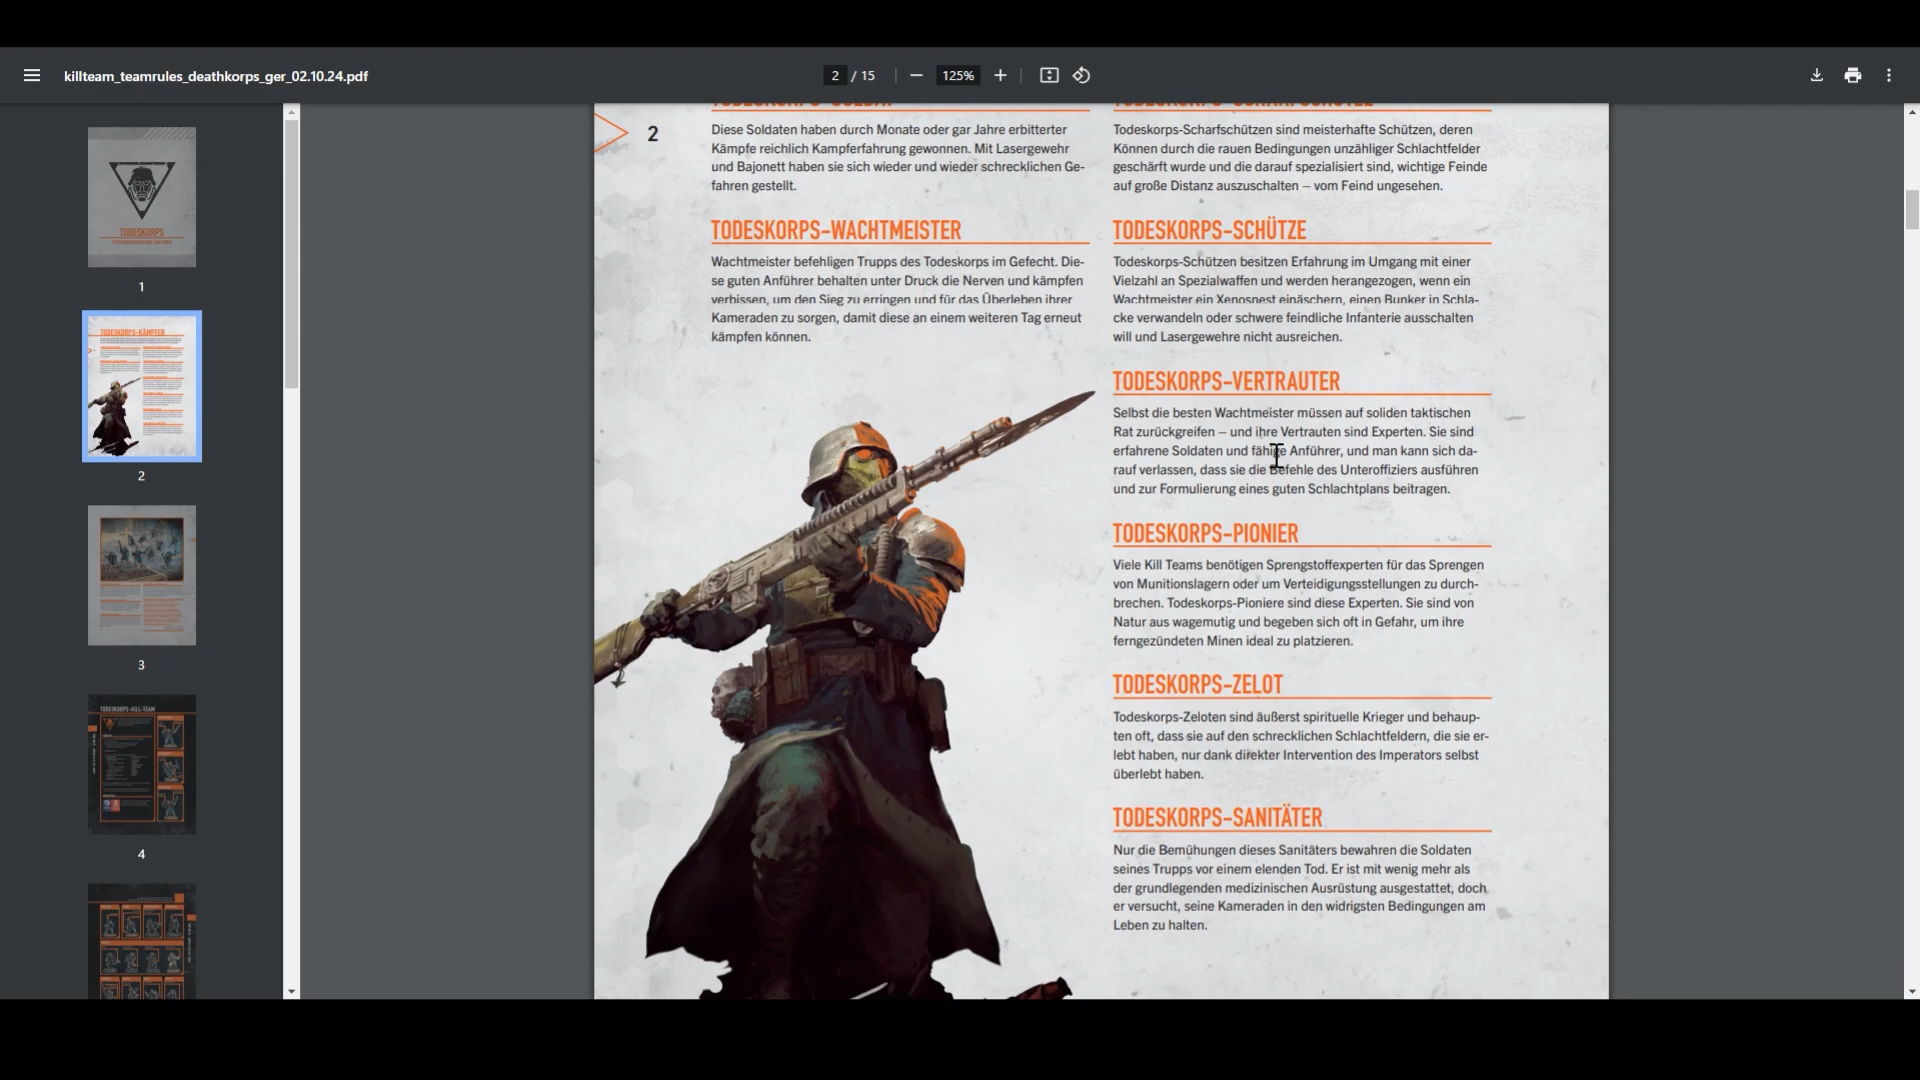 killteam_teamrules_deathkorps_ger_02.10.24.pdf
2 / 15
125%
TODESKORPS
1
TODESKORPS-KÄMPFER
2
3
TODESKORPS-KILL-TEAM
4
2
Diese Soldaten haben durch Monate oder gar Jahre erbitterter
Kämpfe reichlich Kampferfahrung gewonnen. Mit Lasergewehr
und Bajonett haben sie sich wieder und wieder schrecklichen Ge-
fahren gestellt.
TODESKORPS-WACHTMEISTER
Wachtmeister befehligen Trupps des Todeskorps im Gefecht. Die-
se guten Anführer behalten unter Druck die Nerven und kämpfen
verbissen, um den Sieg zu erringen und für das Überleben ihrer
Kameraden zu sorgen, damit diese an einem weiteren Tag erneut
kämpfen können.
Todeskorps-Scharfschützen sind meisterhafte Schützen, deren
Können durch die rauen Bedingungen unzähliger Schlachtfelder
geschärft wurde und die darauf spezialisiert sind, wichtige Feinde
auf große Distanz auszuschalten – vom Feind ungesehen.
TODESKORPS-SCHÜTZE
Todeskorps-Schützen besitzen Erfahrung im Umgang mit einer
Vielzahl an Spezialwaffen und werden herangezogen, wenn ein
Wachtmeister ein Xenosnest einäschern, einen Bunker in Schla-
cke verwandeln oder schwere feindliche Infanterie ausschalten
will und Lasergewehre nicht ausreichen.
TODESKORPS-VERTRAUTER
Selbst die besten Wachtmeister müssen auf soliden taktischen
Rat zurückgreifen – und ihre Vertrauten sind Experten. Sie sind
erfahrene Soldaten und fähige Anführer, und man kann sich da-
rauf verlassen, dass sie die Befehle des Unteroffiziers ausführen
und zur Formulierung eines guten Schlachtplans beitragen.
TODESKORPS-PIONIER
Viele Kill Teams benötigen Sprengstoffexperten für das Sprengen
von Munitionslagern oder um Verteidigungsstellungen zu durch-
brechen. Todeskorps-Pioniere sind diese Experten. Sie sind von
Natur aus wagemutig und begeben sich oft in Gefahr, um ihre
ferngezündeten Minen ideal zu platzieren.
TODESKORPS-ZELOT
Todeskorps-Zeloten sind äußerst spirituelle Krieger und behaup-
ten oft, dass sie auf den schrecklichen Schlachtfeldern, die sie er-
lebt haben, nur dank direkter Intervention des Imperators selbst
überlebt haben.
TODESKORPS-SANITÄTER
Nur die Bemühungen dieses Sanitäters bewahren die Soldaten
seines Trupps vor einem elenden Tod. Er ist mit wenig mehr als
der grundlegenden medizinischen Ausrüstung ausgestattet, doch
er versucht, seine Kameraden in den widrigsten Bedingungen am
Leben zu halten.